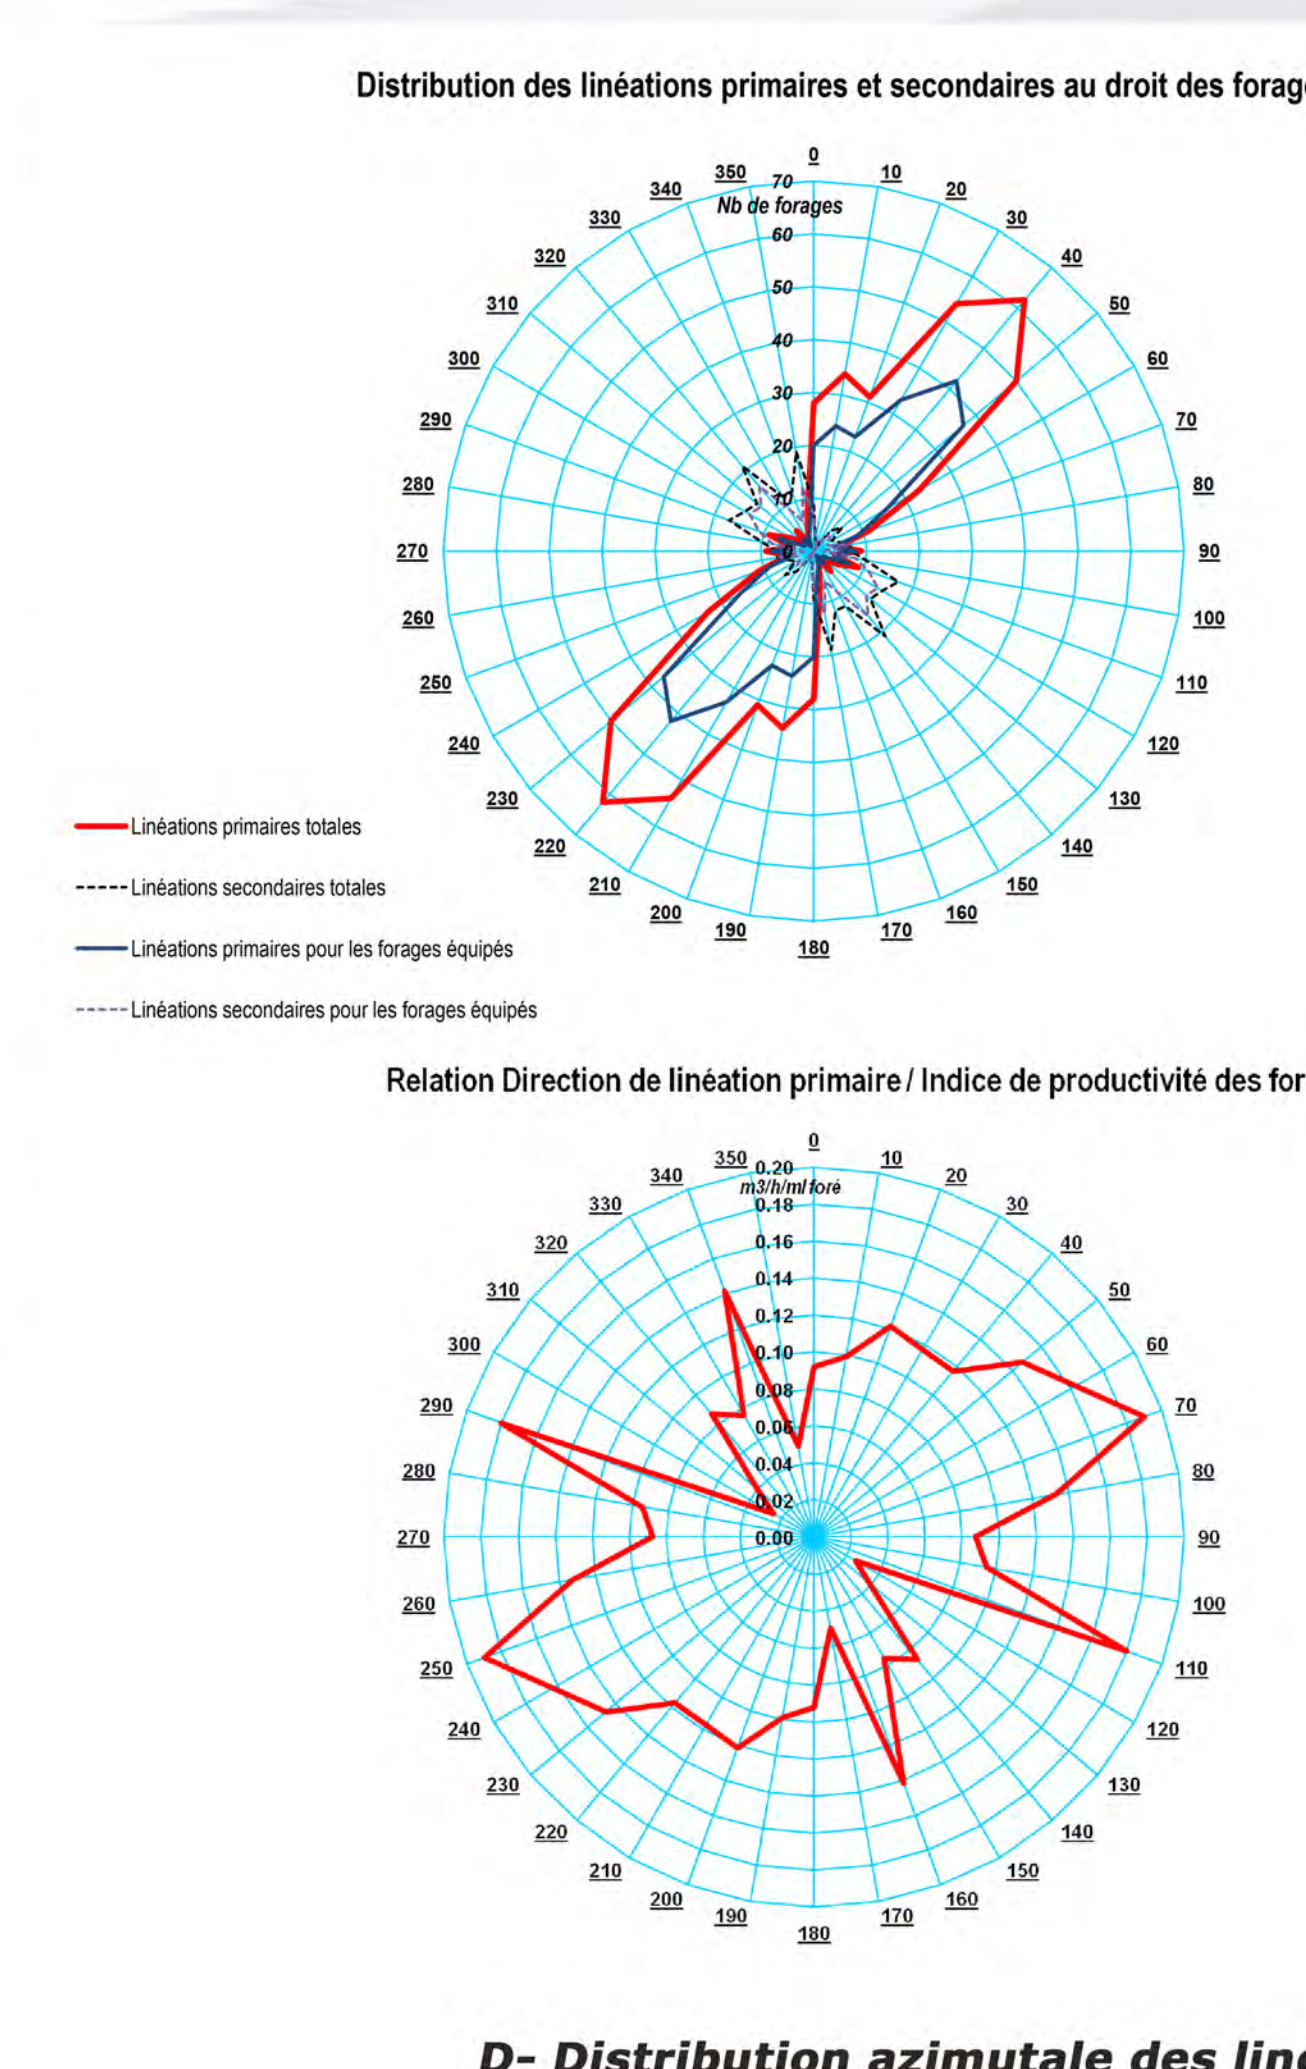 Distribution des linéations primaires et secondaires au droit des forag
0
350 70 10
340 Nb de forages 20
330 60 30
320 50 40
310 50
300 40 60
290 30 70
280 20 80
10
270 0 90
260 100
250 110
240 120
230 130
Linéations primaires totales
220 140
Linéations secondaires totales
210 150
200 160
190 170
180
Linéations primaires pour les forages équipés
Linéations secondaires pour les forages équipés
Relation Direction de linéation primaire / Indice de productivité des for
0
350 0.20 10
340 m3/h/ml foré 20
330 0.18 30
320 0.16 40
310 0.14 50
0.12
300 0.10 60
290 0.08 70
0.06
280 0.04 80
0.02
270 0.00 90
260 100
250 110
240 120
230 130
220 140
210 150
200 160
190 170
180
D- Distribution azimutale des